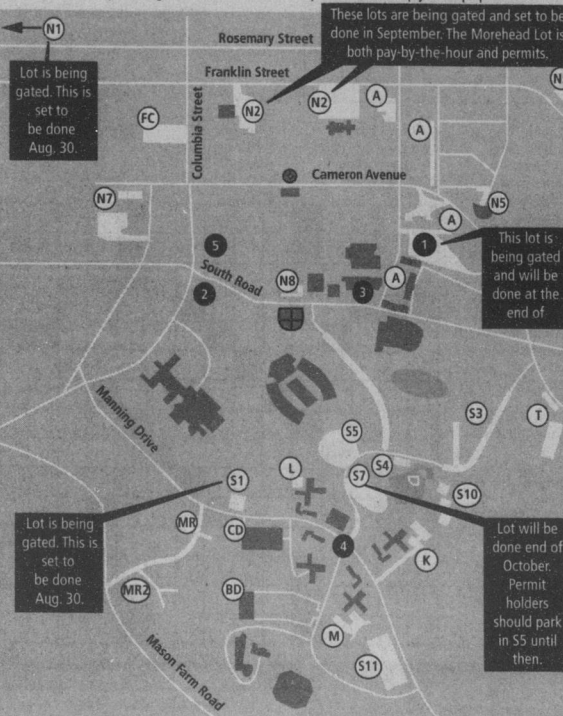 These lots are being gated and set to be
done in September. The Morehead Lot is
both pay-by-the-hour and permits.
N1
Rosemary Street
Lot is being
gated. This is
set to
be done
Aug. 30.
Franklin Street
N2
N2
A
FC
Columbia Street
A
Cameron Avenue
N7
N5
A
5
1
This lot is
being gated
and will be
done at the
end of
South Road
N8
A
2
3
Manning Drive
S3
T
S5
L
S4
S7
S1
S10
Lot is being
gated. This is
set to
be done
Aug. 30.
MR
CD
4
K
Lot will be
done end of
October.
Permit
holders
should park
in S5 until
then.
MR2
BD
M
S11
Mason Farm Road